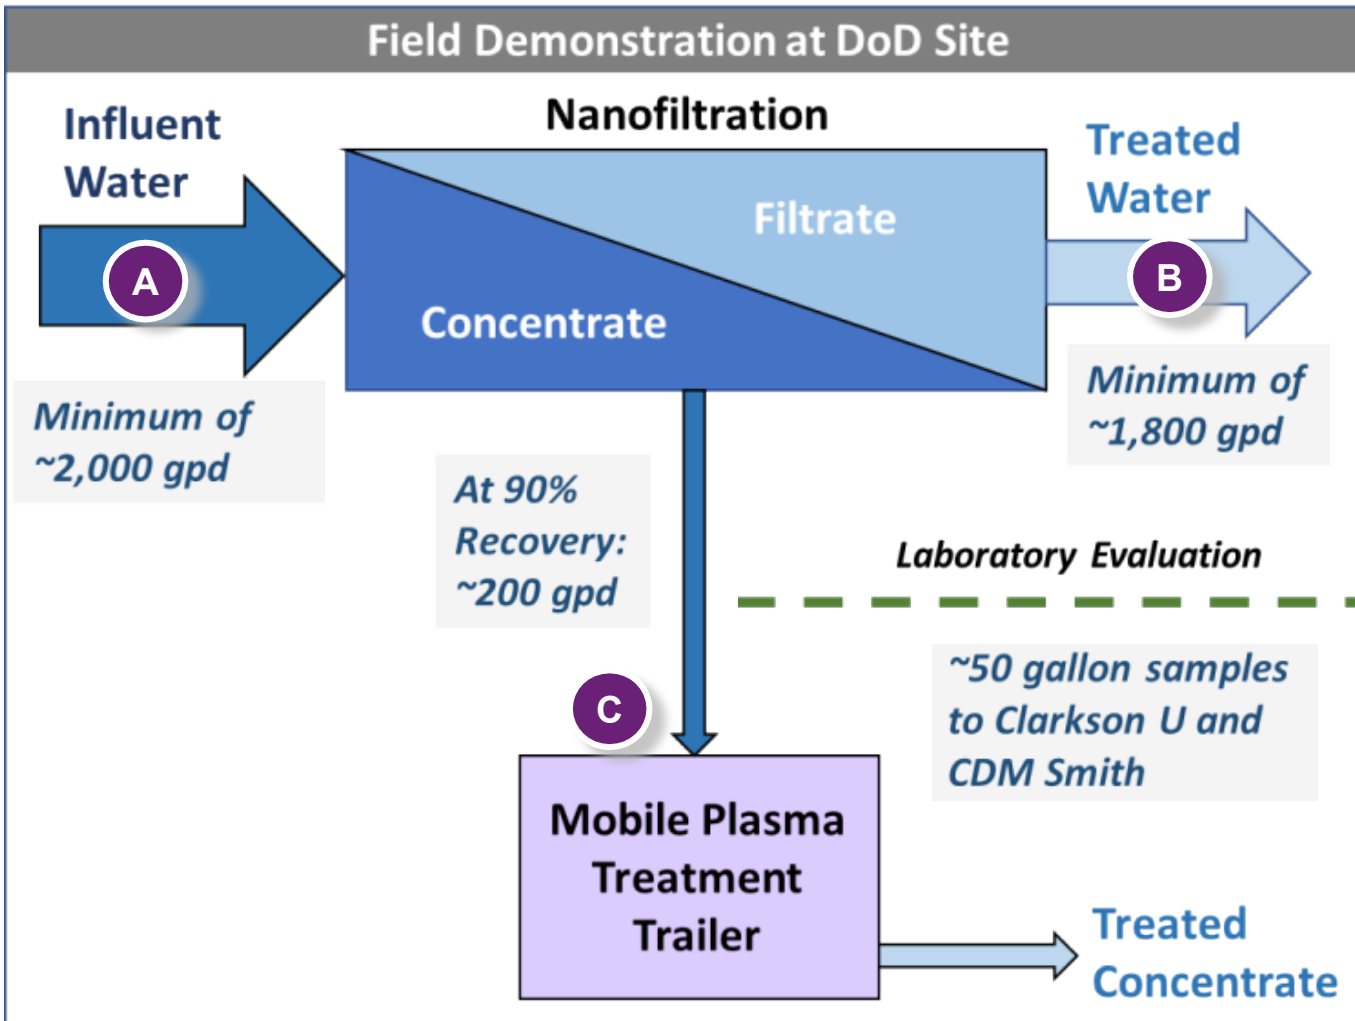 Field Demonstration at DoD Site
Influent
Water
Nanofiltration
Treated
Water
Filtrate
A
B
Concentrate
Minimum of
~2,000 gpd
Minimum of
~1,800 gpd
At 90%
Recovery:
~200 gpd
Laboratory Evaluation
~50 gallon samples
to Clarkson U and
CDM Smith
C
Mobile Plasma
Treatment
Trailer
Treated
Concentrate